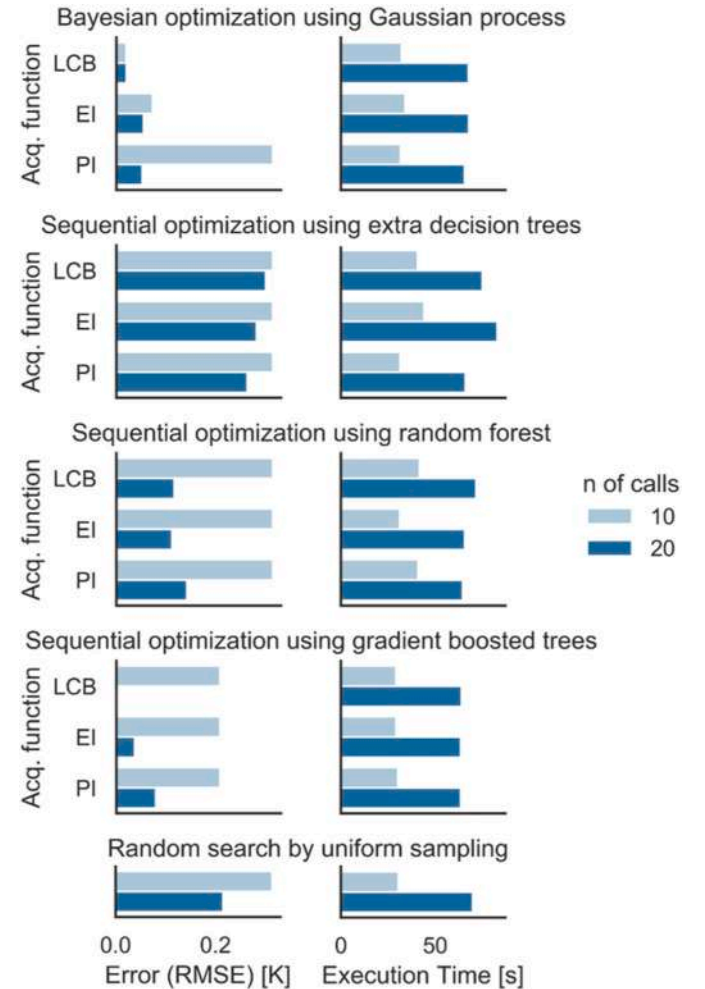 Bayesian optimization using Gaussian process
Acq. function
LCB
EI
PI
Sequential optimization using extra decision trees
Acq. function
LCB
EI
PI
Sequential optimization using random forest
Acq. function
LCB
EI
PI
n of calls
10
20
Sequential optimization using gradient boosted trees
Acq. function
LCB
EI
PI
Random search by uniform sampling
0.0 0.2 0 50
Error (RMSE) [K] Execution Time [s]